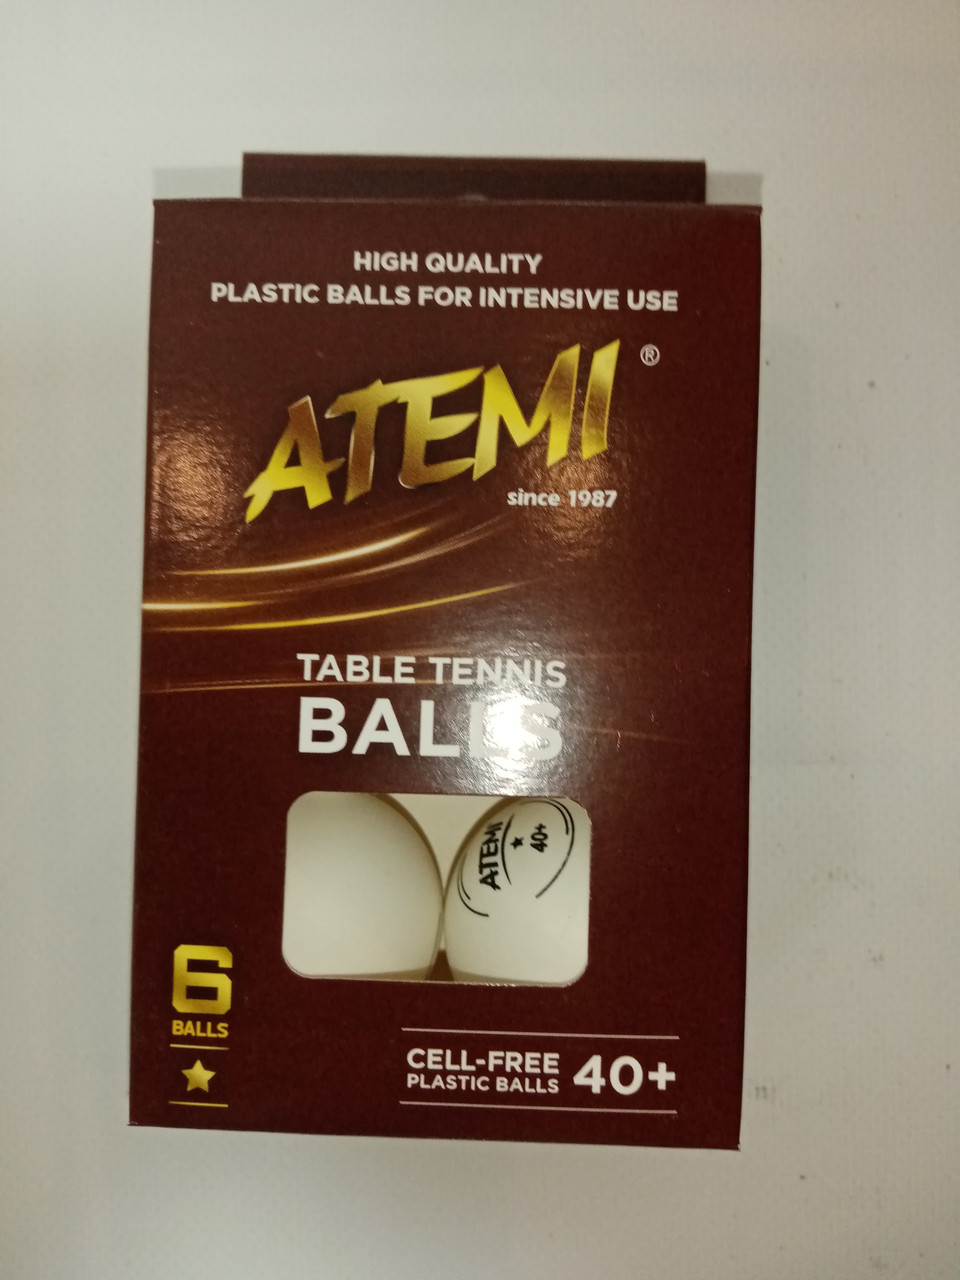 HIGH QUALITY
PLASTIC BALLS FOR INTENSIVE USE
ATEMI®
since 1987
TABLE TENNIS
BALLS
ATEMI
40+
6
BALLS
CELL-FREE
PLASTIC BALLS
40+